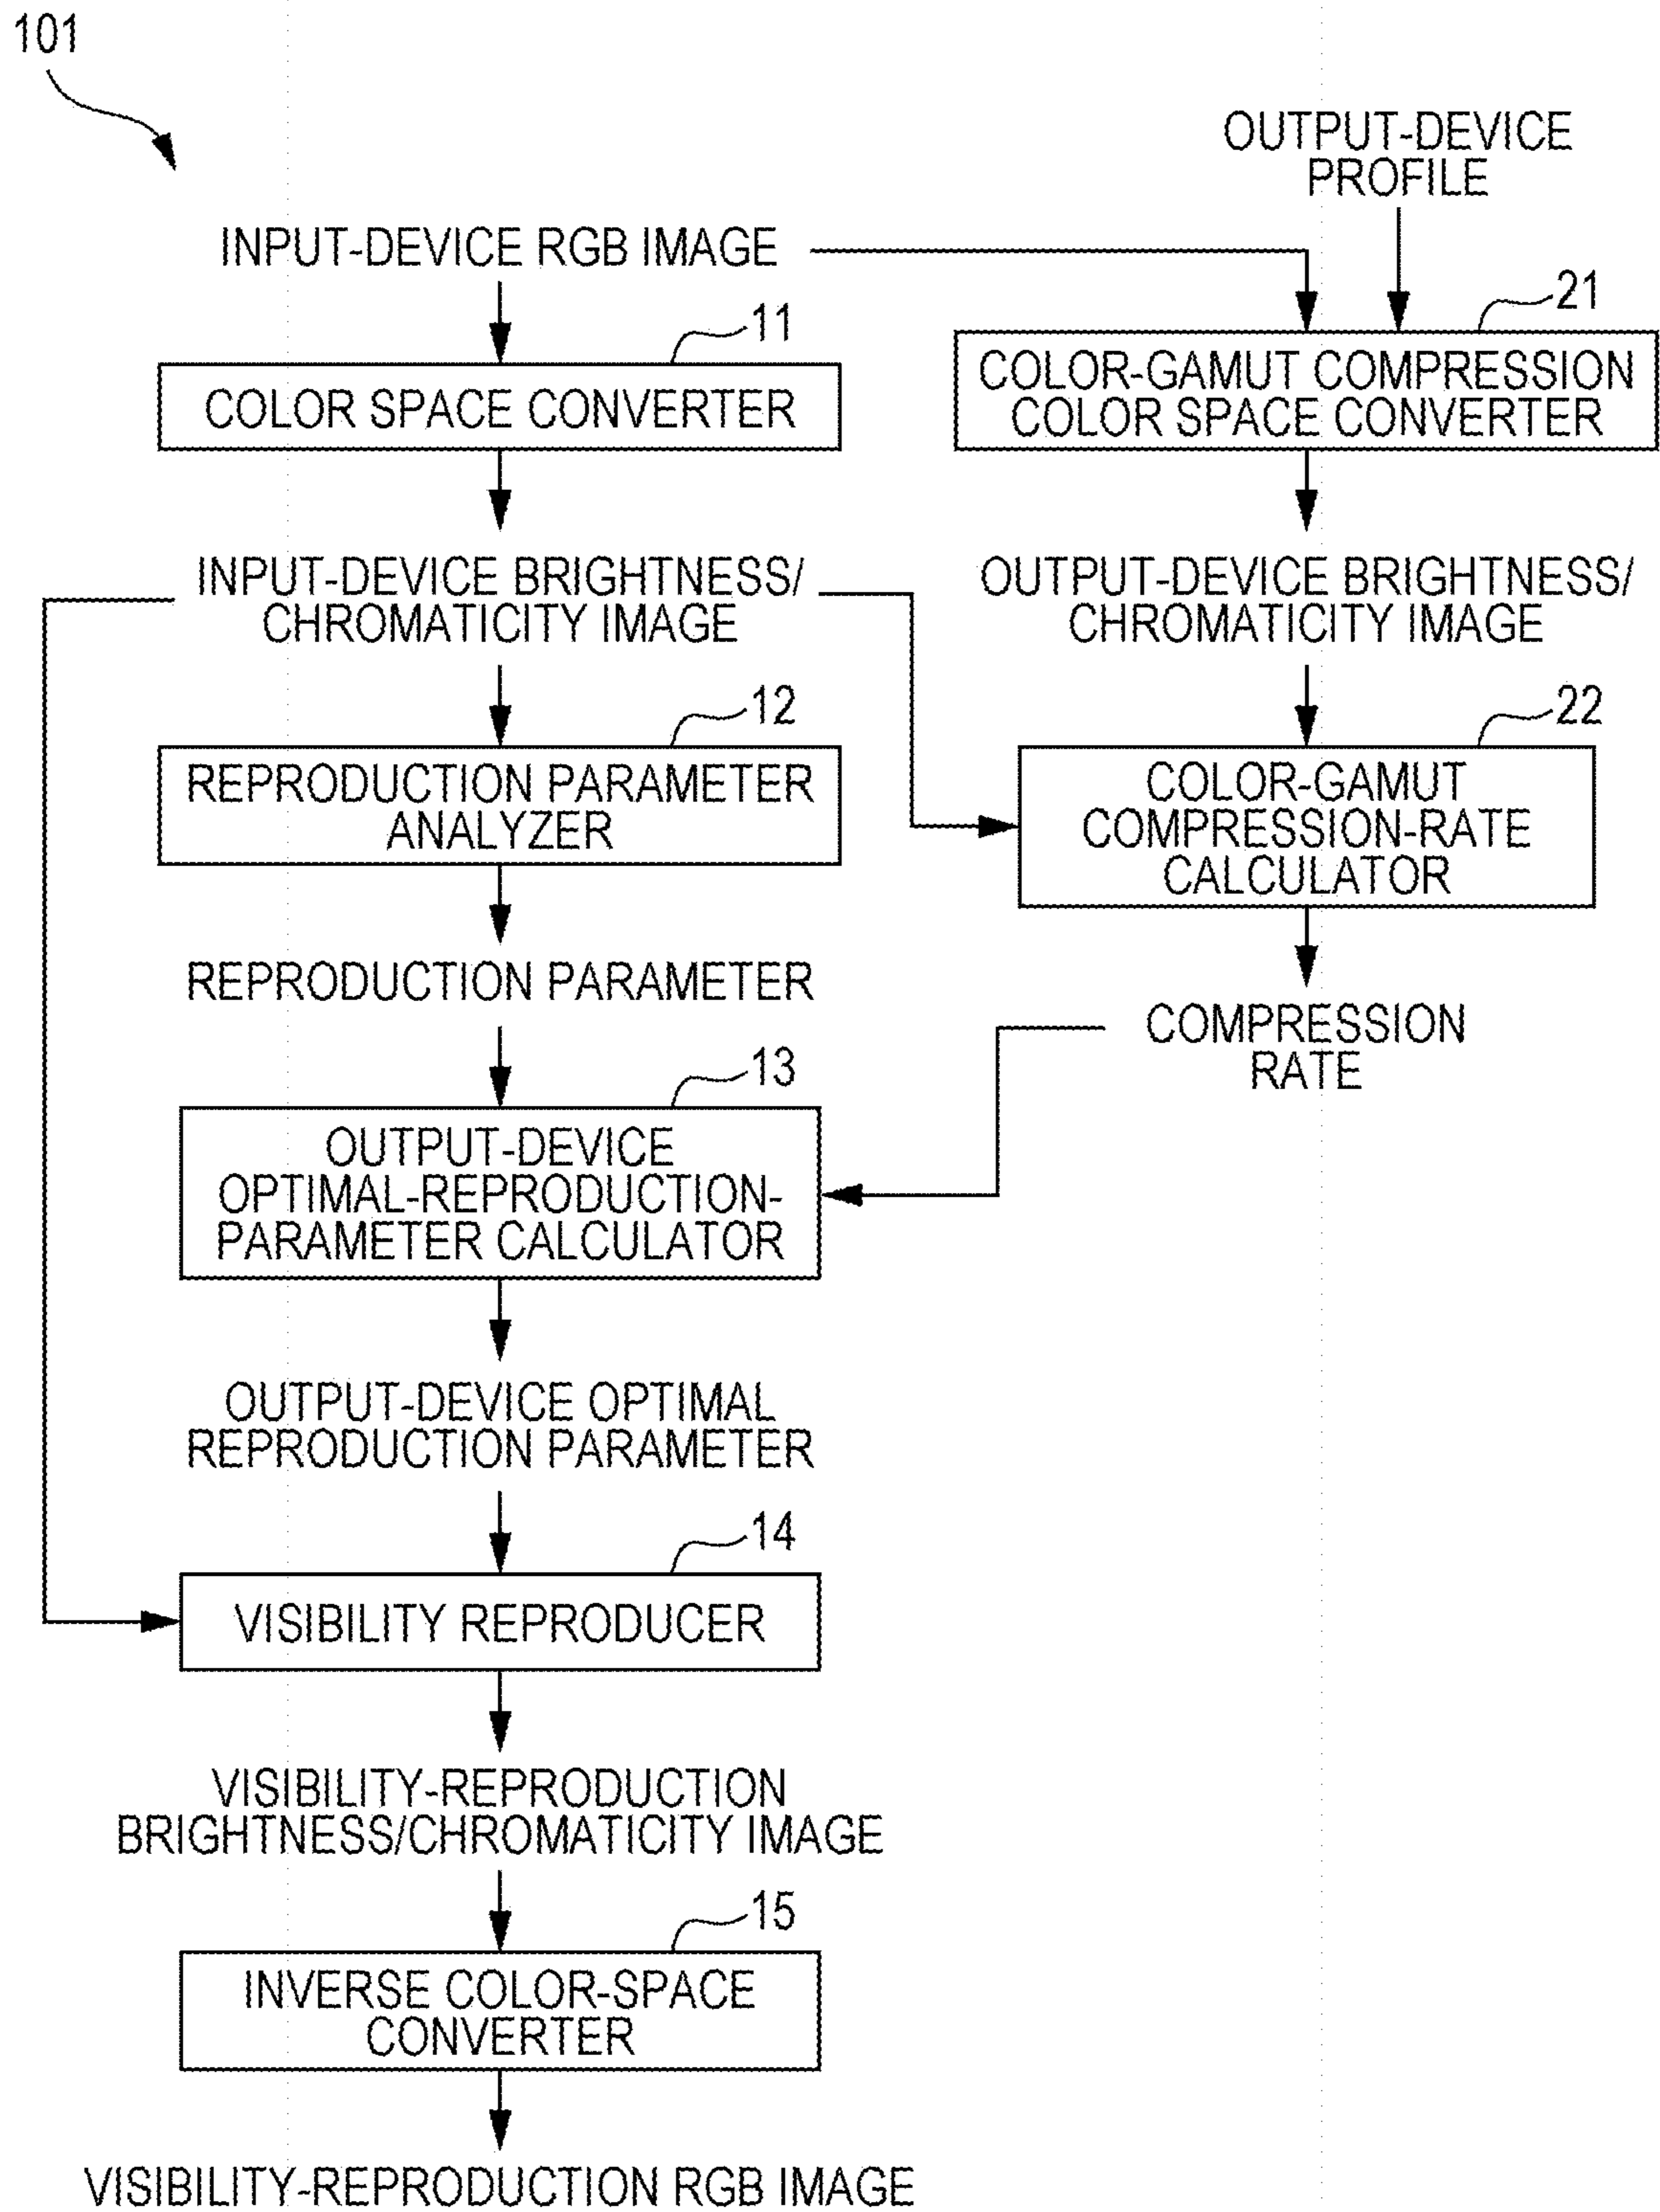 101
OUTPUT-DEVICE
PROFILE
INPUT-DEVICE RGB IMAGE
11
COLOR SPACE CONVERTER
21
COLOR-GAMUT COMPRESSION
COLOR SPACE CONVERTER
INPUT-DEVICE BRIGHTNESS/
CHROMATICITY IMAGE
OUTPUT-DEVICE BRIGHTNESS/
CHROMATICITY IMAGE
12
REPRODUCTION PARAMETER
ANALYZER
22
COLOR-GAMUT
COMPRESSION-RATE
CALCULATOR
REPRODUCTION PARAMETER
COMPRESSION
RATE
13
OUTPUT-DEVICE
OPTIMAL-REPRODUCTION-
PARAMETER CALCULATOR
OUTPUT-DEVICE OPTIMAL
REPRODUCTION PARAMETER
14
VISIBILITY REPRODUCER
VISIBILITY-REPRODUCTION
BRIGHTNESS/CHROMATICITY IMAGE
15
INVERSE COLOR-SPACE
CONVERTER
VISIBILITY-REPRODUCTION RGB IMAGE